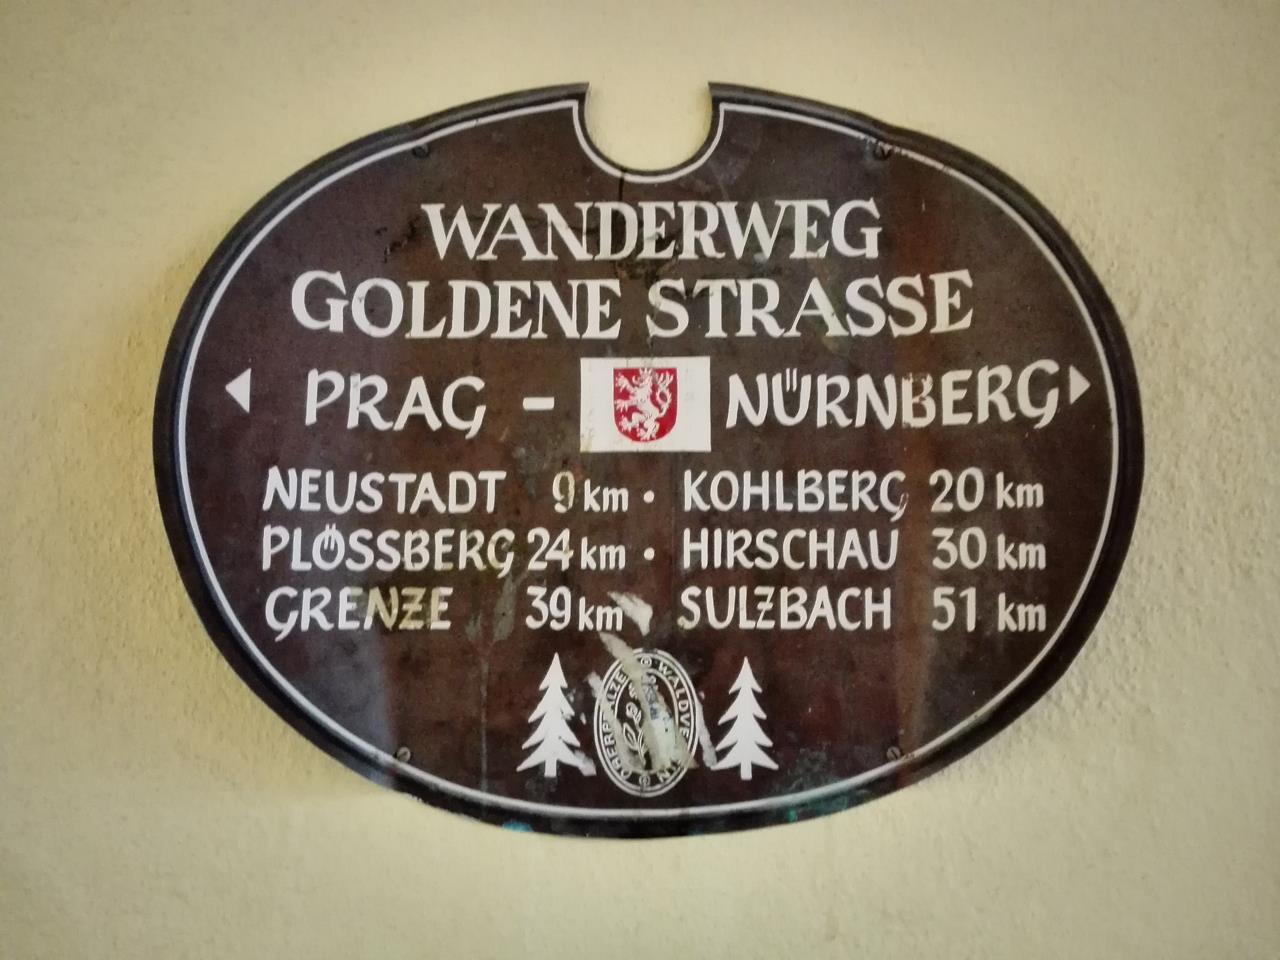 WANDERWEG
GOLDENE STRASSE
PRAG - NÜRNBERG
NEUSTADT 9 km • KOHLBERG 20 km
PLÖSSBERG 24 km • HIRSCHAU 30 km
GRENZE 39 km SULZBACH 51 km